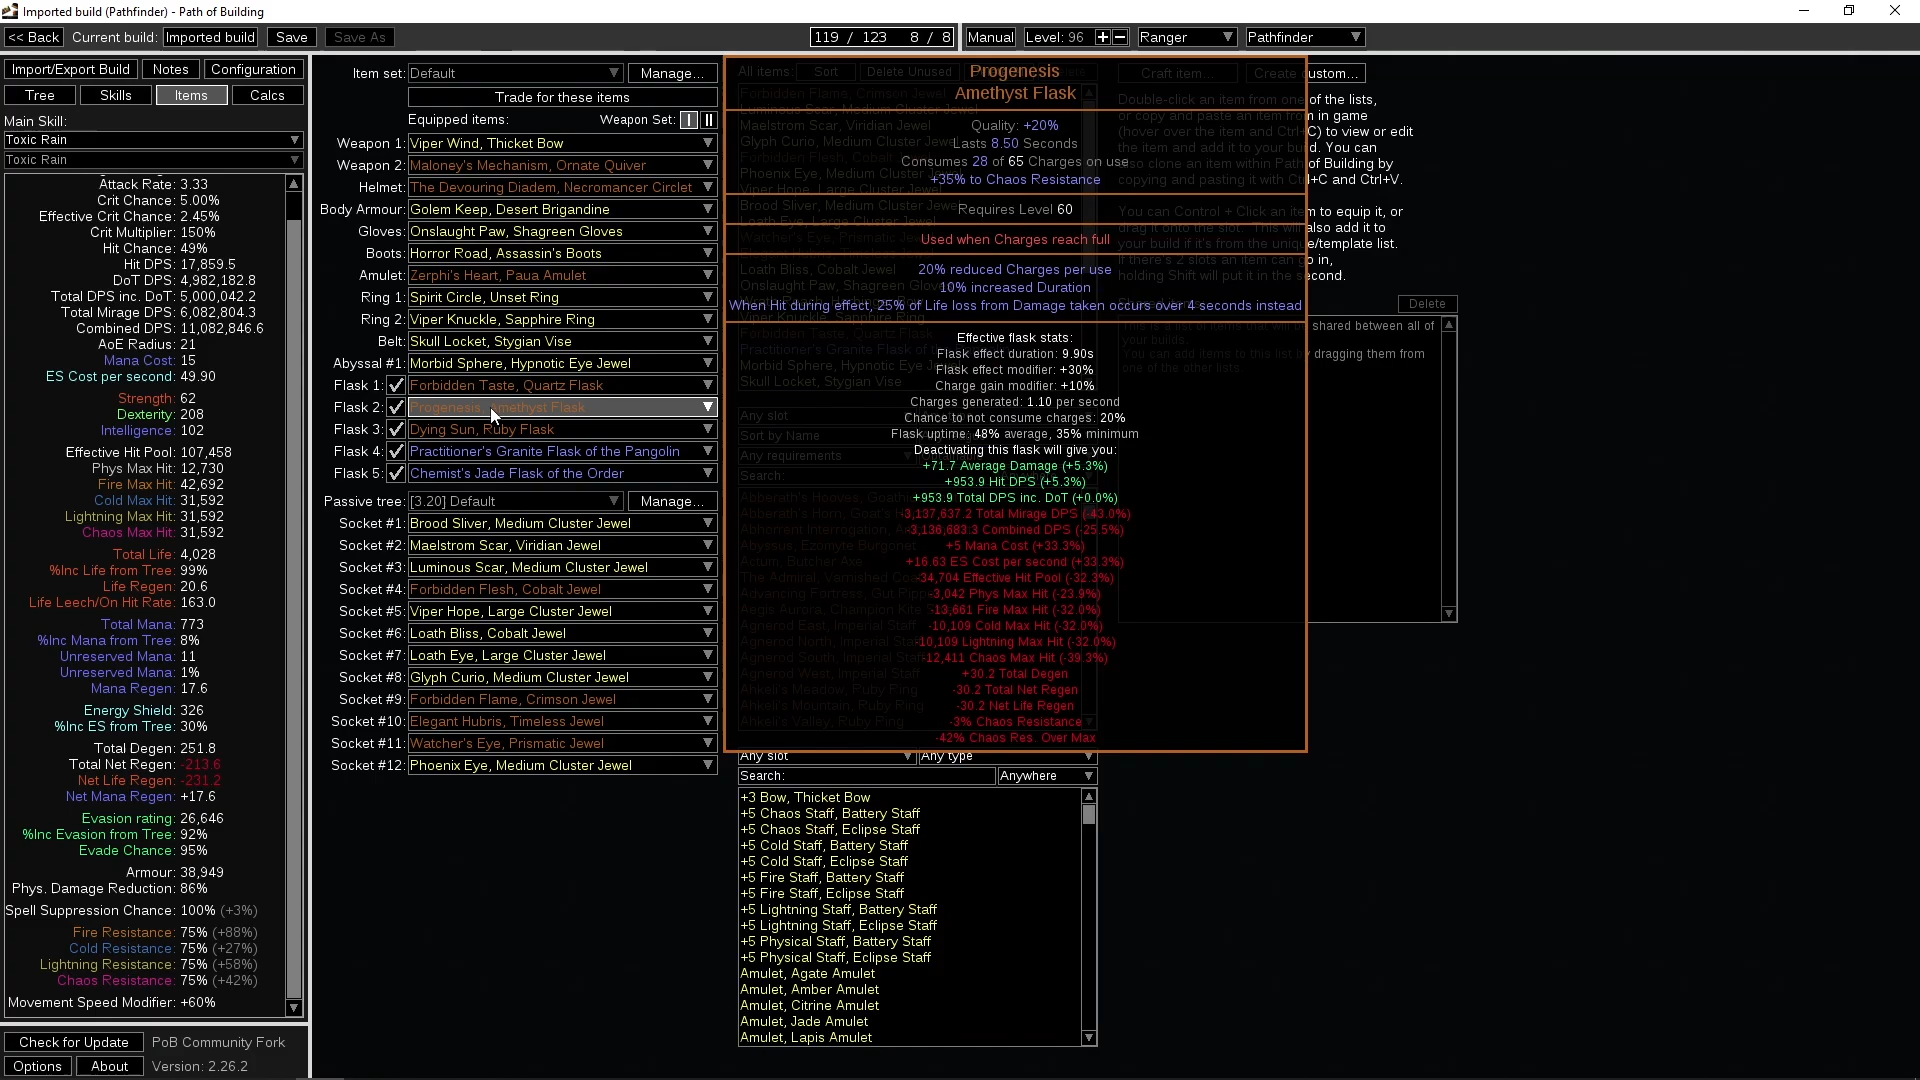 Imported build (Pathfinder) - Path of Building
<< Back
Current build: Imported build
Save
Save As
119 / 123 8 / 8
Manual
Level: 96
+
−
Ranger
Pathfinder
Import/Export Build
Notes
Configuration
Tree
Skills
Items
Calcs
Main Skill:
Toxic Rain
Toxic Rain
Attack Rate: 3.33
Crit Chance: 5.00%
Effective Crit Chance: 2.45%
Crit Multiplier: 150%
Hit Chance: 49%
Hit DPS: 17,859.5
DoT DPS: 4,982,182.8
Total DPS inc. DoT: 5,000,042.2
Total Mirage DPS: 6,082,804.3
Combined DPS: 11,082,846.6
AoE Radius: 21
Mana Cost: 15
ES Cost per second: 49.90
Strength: 62
Dexterity: 208
Intelligence: 102
Effective Hit Pool: 107,458
Phys Max Hit: 12,730
Fire Max Hit: 42,692
Cold Max Hit: 31,592
Lightning Max Hit: 31,592
Chaos Max Hit: 31,592
Total Life: 4,028
%Inc Life from Tree: 99%
Life Regen: 20.6
Life Leech/On Hit Rate: 163.0
Total Mana: 773
%Inc Mana from Tree: 8%
Unreserved Mana: 11
Unreserved Mana: 1%
Mana Regen: 17.6
Energy Shield: 326
%Inc ES from Tree: 30%
Total Degen: 251.8
Total Net Regen: -213.6
Net Life Regen: -231.2
Net Mana Regen: +17.6
Evasion rating: 26,646
%Inc Evasion from Tree: 92%
Evade Chance: 95%
Armour: 38,949
Phys. Damage Reduction: 86%
Spell Suppression Chance: 100% (+3%)
Fire Resistance: 75% (+88%)
Cold Resistance: 75% (+27%)
Lightning Resistance: 75% (+58%)
Chaos Resistance: 75% (+42%)
Movement Speed Modifier: +60%
Check for Update
PoB Community Fork
Options
About
Version: 2.26.2
Item set: Default
Manage...
Trade for these items
Equipped items:
Weapon Set: I II
Weapon 1: Viper Wind, Thicket Bow
Weapon 2: Maloney's Mechanism, Ornate Quiver
Helmet: The Devouring Diadem, Necromancer Circlet
Body Armour: Golem Keep, Desert Brigandine
Gloves: Onslaught Paw, Shagreen Gloves
Boots: Horror Road, Assassin's Boots
Amulet: Zerphi's Heart, Paua Amulet
Ring 1: Spirit Circle, Unset Ring
Ring 2: Viper Knuckle, Sapphire Ring
Belt: Skull Locket, Stygian Vise
Abyssal #1: Morbid Sphere, Hypnotic Eye Jewel
Flask 1: Forbidden Taste, Quartz Flask
Flask 2: Progenesis, Amethyst Flask
Flask 3: Dying Sun, Ruby Flask
Flask 4: Practitioner's Granite Flask of the Pangolin
Flask 5: Chemist's Jade Flask of the Order
Passive tree: [3.20] Default
Manage...
Socket #1: Brood Sliver, Medium Cluster Jewel
Socket #2: Maelstrom Scar, Viridian Jewel
Socket #3: Luminous Scar, Medium Cluster Jewel
Socket #4: Forbidden Flesh, Cobalt Jewel
Socket #5: Viper Hope, Large Cluster Jewel
Socket #6: Loath Bliss, Cobalt Jewel
Socket #7: Loath Eye, Large Cluster Jewel
Socket #8: Glyph Curio, Medium Cluster Jewel
Socket #9: Forbidden Flame, Crimson Jewel
Socket #10: Elegant Hubris, Timeless Jewel
Socket #11: Watcher's Eye, Prismatic Jewel
Socket #12: Phoenix Eye, Medium Cluster Jewel
Progenesis
Amethyst Flask
Quality: +20%
Lasts 8.50 Seconds
Consumes 28 of 65 Charges on use
+35% to Chaos Resistance
Requires Level 60
Used when Charges reach full
20% reduced Charges per use
10% increased Duration
When Hit during effect, 25% of Life loss from Damage taken occurs over 4 seconds instead
Effective flask stats:
Flask effect duration: 9.90s
Flask effect modifier: +30%
Charge gain modifier: +10%
Charges generated: 1.10 per second
Chance to not consume charges: 20%
Flask uptime: 48% average, 35% minimum
Deactivating this flask will give you:
+71.7 Average Damage (+5.3%)
+953.9 Hit DPS (+5.3%)
+953.9 Total DPS inc. DoT (+0.0%)
-3,137,637.2 Total Mirage DPS (-43.0%)
-3,136,683.3 Combined DPS (-25.5%)
+5 Mana Cost (+33.3%)
+16.63 ES Cost per second (+33.3%)
-34,704 Effective Hit Pool (-32.3%)
-3,042 Phys Max Hit (-23.9%)
-13,661 Fire Max Hit (-32.0%)
-10,109 Cold Max Hit (-32.0%)
-10,109 Lightning Max Hit (-32.0%)
-12,411 Chaos Max Hit (-39.3%)
+30.2 Total Degen
-30.2 Total Net Regen
-30.2 Net Life Regen
-3% Chaos Resistance
-42% Chaos Res. Over Max
Any slot
Any type
Search:
Anywhere
+3 Bow, Thicket Bow
+5 Chaos Staff, Battery Staff
+5 Chaos Staff, Eclipse Staff
+5 Cold Staff, Battery Staff
+5 Cold Staff, Eclipse Staff
+5 Fire Staff, Battery Staff
+5 Fire Staff, Eclipse Staff
+5 Lightning Staff, Battery Staff
+5 Lightning Staff, Eclipse Staff
+5 Physical Staff, Battery Staff
+5 Physical Staff, Eclipse Staff
Amulet, Agate Amulet
Amulet, Amber Amulet
Amulet, Citrine Amulet
Amulet, Jade Amulet
Amulet, Lapis Amulet
Craft item...
Create custom...
Double-click an item from one of the lists,
or copy and paste an item from in game
(hover over the item and Ctrl+C) to view or edit
the item and add it to your build. You can
also clone an item within Path of Building by
copying and pasting it with Ctrl+C and Ctrl+V.
You can Control + Click an item to equip it, or
drag it onto the slot. This will also add it to
your build if it's from the unique/template list.
If there's 2 slots an item can go in,
holding Shift will put it in the second.
Delete
This is a list of items that will be shared between all of
your builds.
You can add items to this list by dragging them from
one of the other lists.